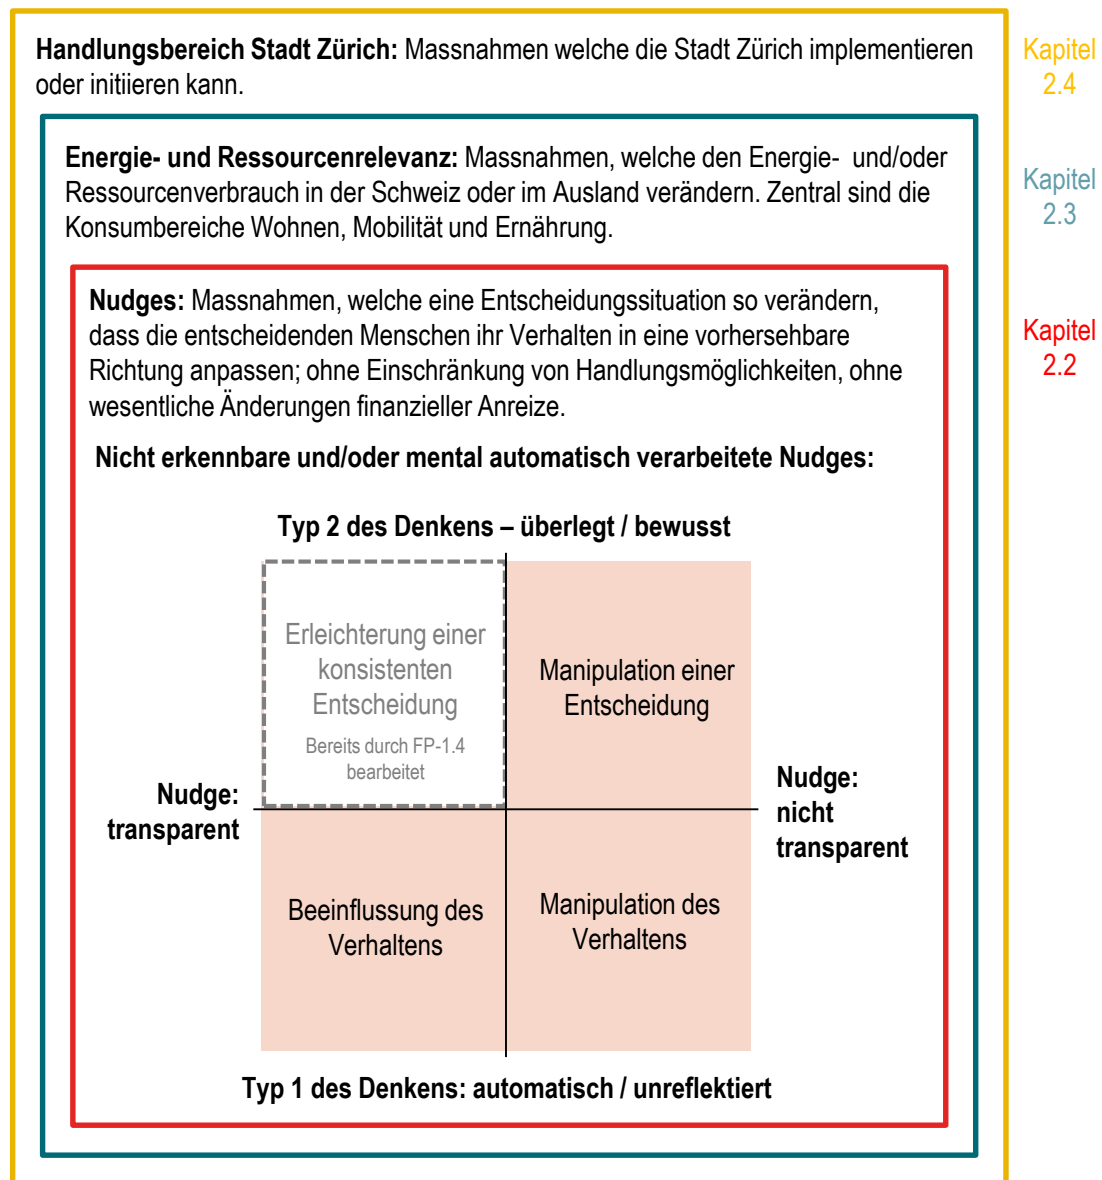 Handlungsbereich Stadt Zürich: Massnahmen welche die Stadt Zürich implementieren
oder initiieren kann.
Kapitel
2.4
Energie- und Ressourcenrelevanz: Massnahmen, welche den Energie- und/oder
Ressourcenverbrauch in der Schweiz oder im Ausland verändern. Zentral sind die
Konsumbereiche Wohnen, Mobilität und Ernährung.
Kapitel
2.3
Nudges: Massnahmen, welche eine Entscheidungssituation so verändern,
dass die entscheidenden Menschen ihr Verhalten in eine vorhersehbare
Richtung anpassen; ohne Einschränkung von Handlungsmöglichkeiten, ohne
wesentliche Änderungen finanzieller Anreize.
Kapitel
2.2
Nicht erkennbare und/oder mental automatisch verarbeitete Nudges:
Typ 2 des Denkens – überlegt / bewusst
Erleichterung einer
konsistenten
Entscheidung
Bereits durch FP-1.4
bearbeitet
Manipulation einer
Entscheidung
Nudge:
transparent
Nudge:
nicht
transparent
Beeinflussung des
Verhaltens
Manipulation des
Verhaltens
Typ 1 des Denkens: automatisch / unreflektiert